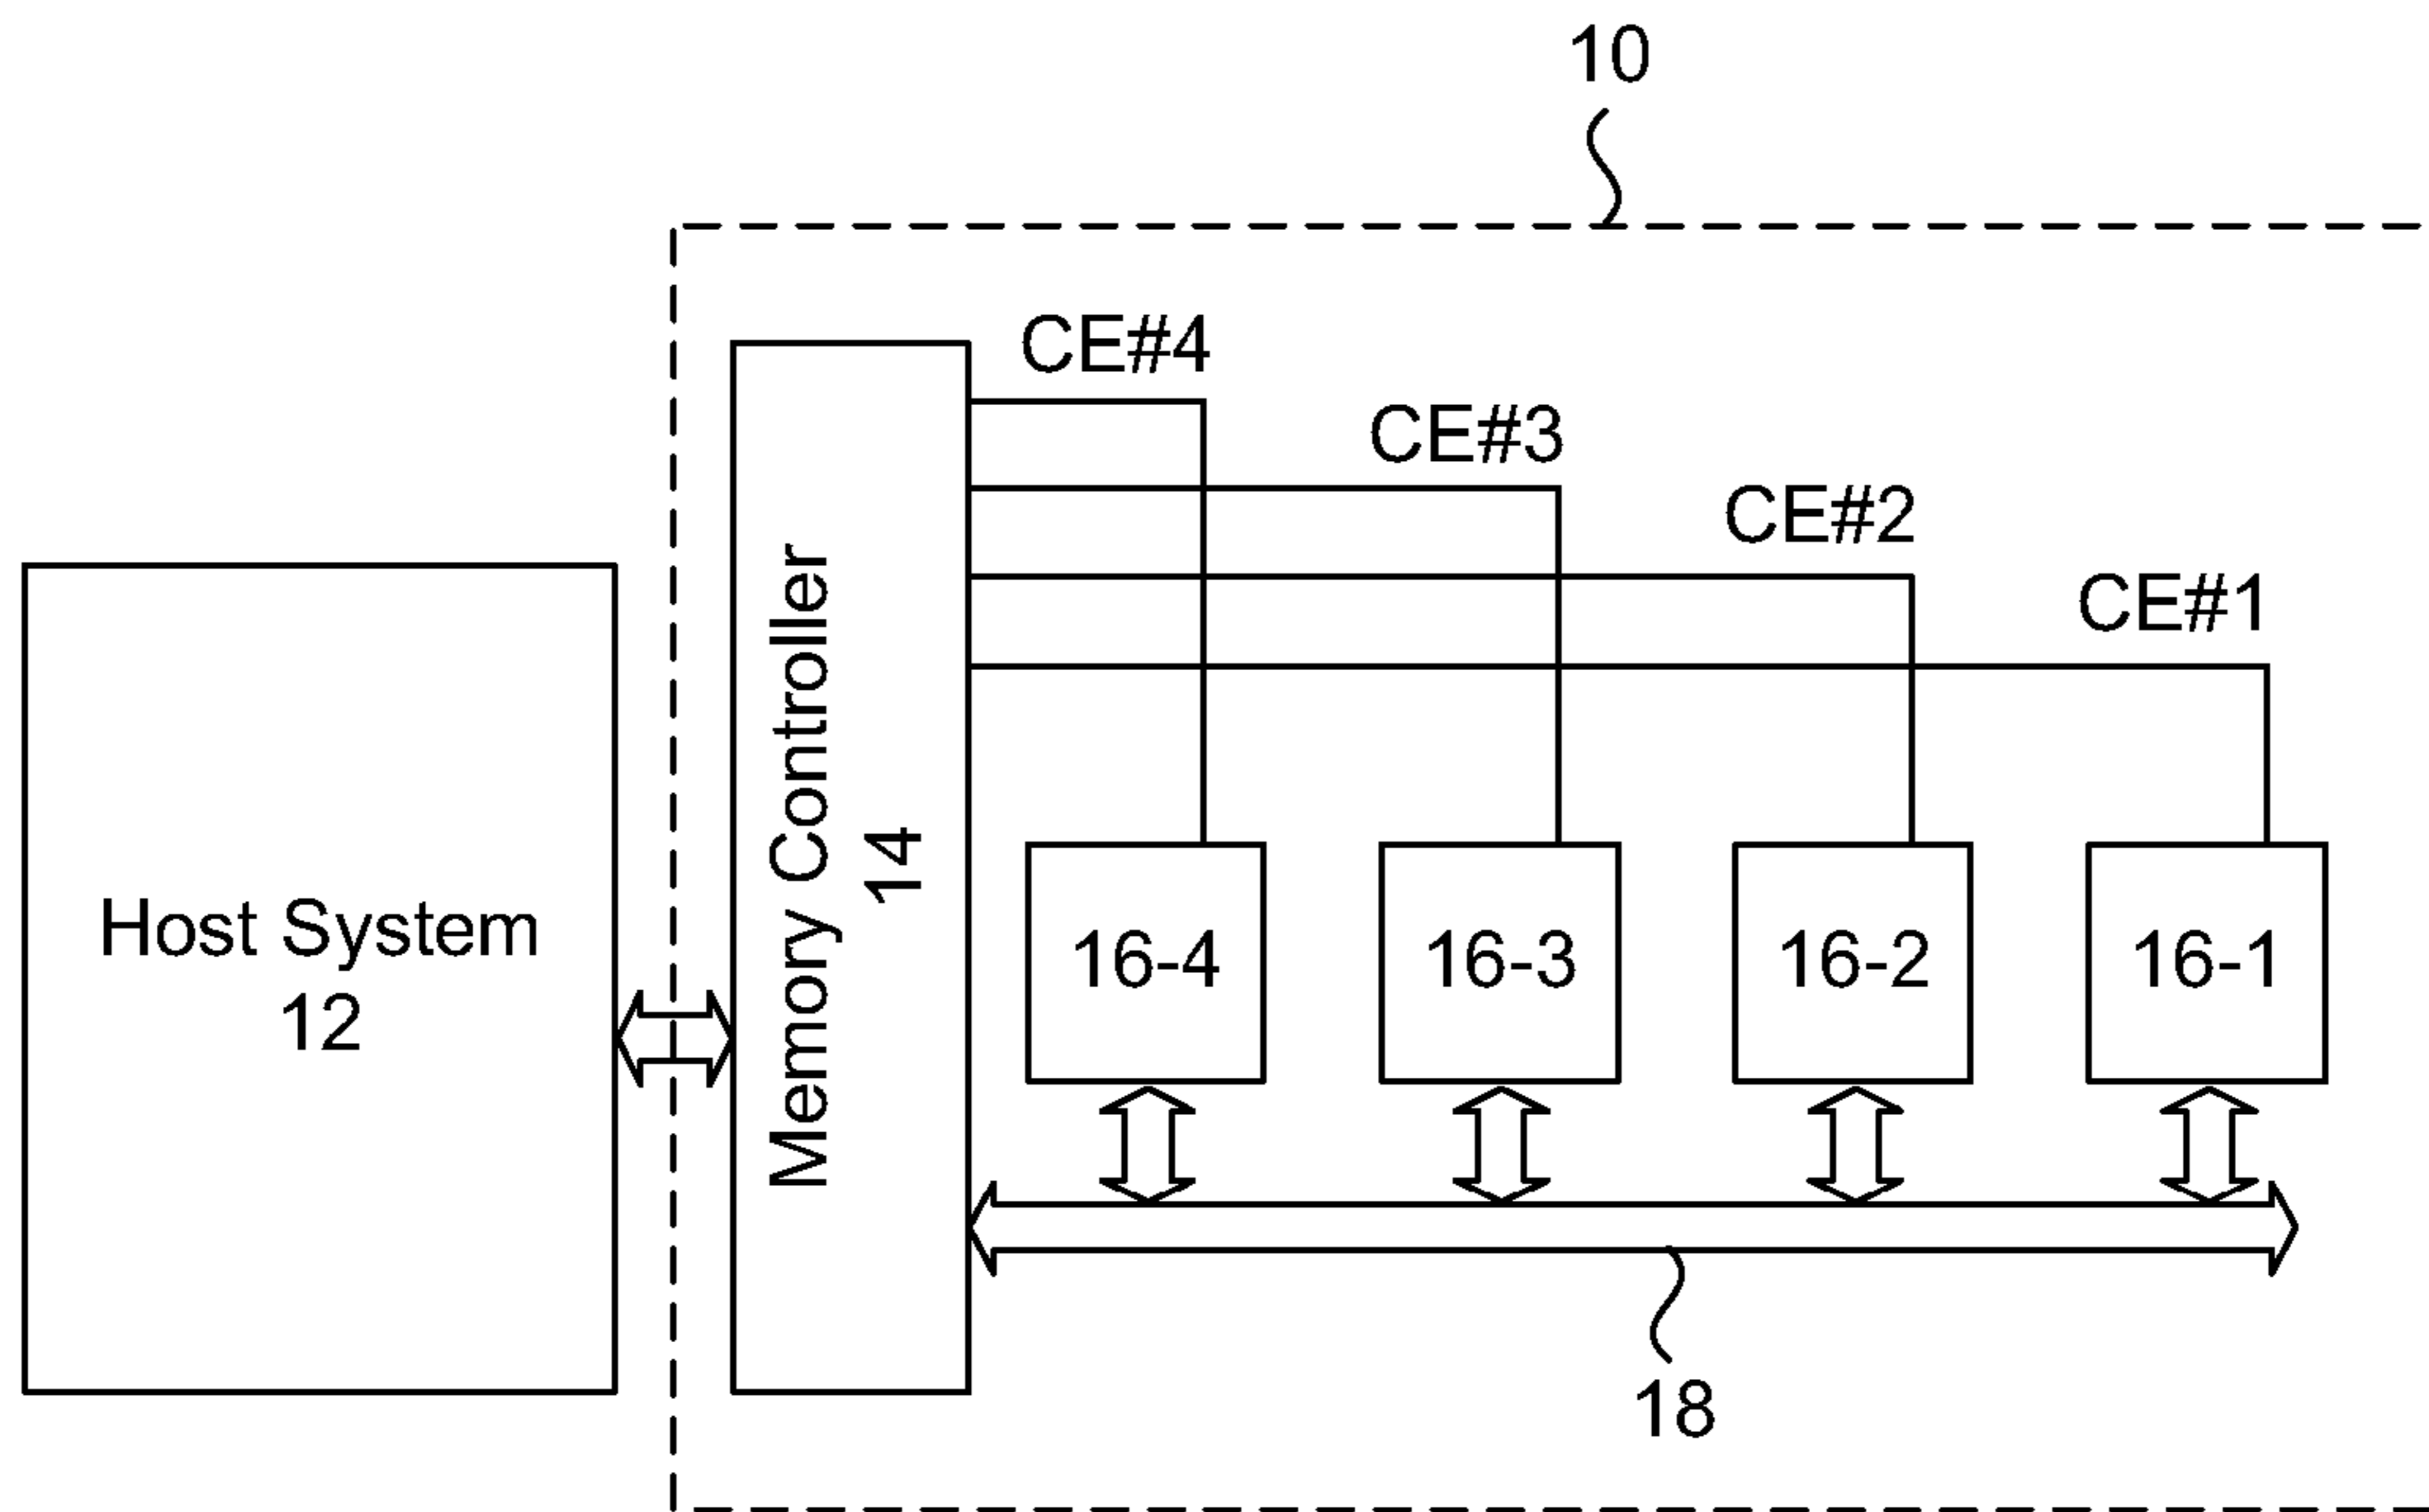 10
CE#4
CE#3
CE#2
CE#1
Host System
12
Memory Controller
14
16-4
16-3
16-2
16-1
18